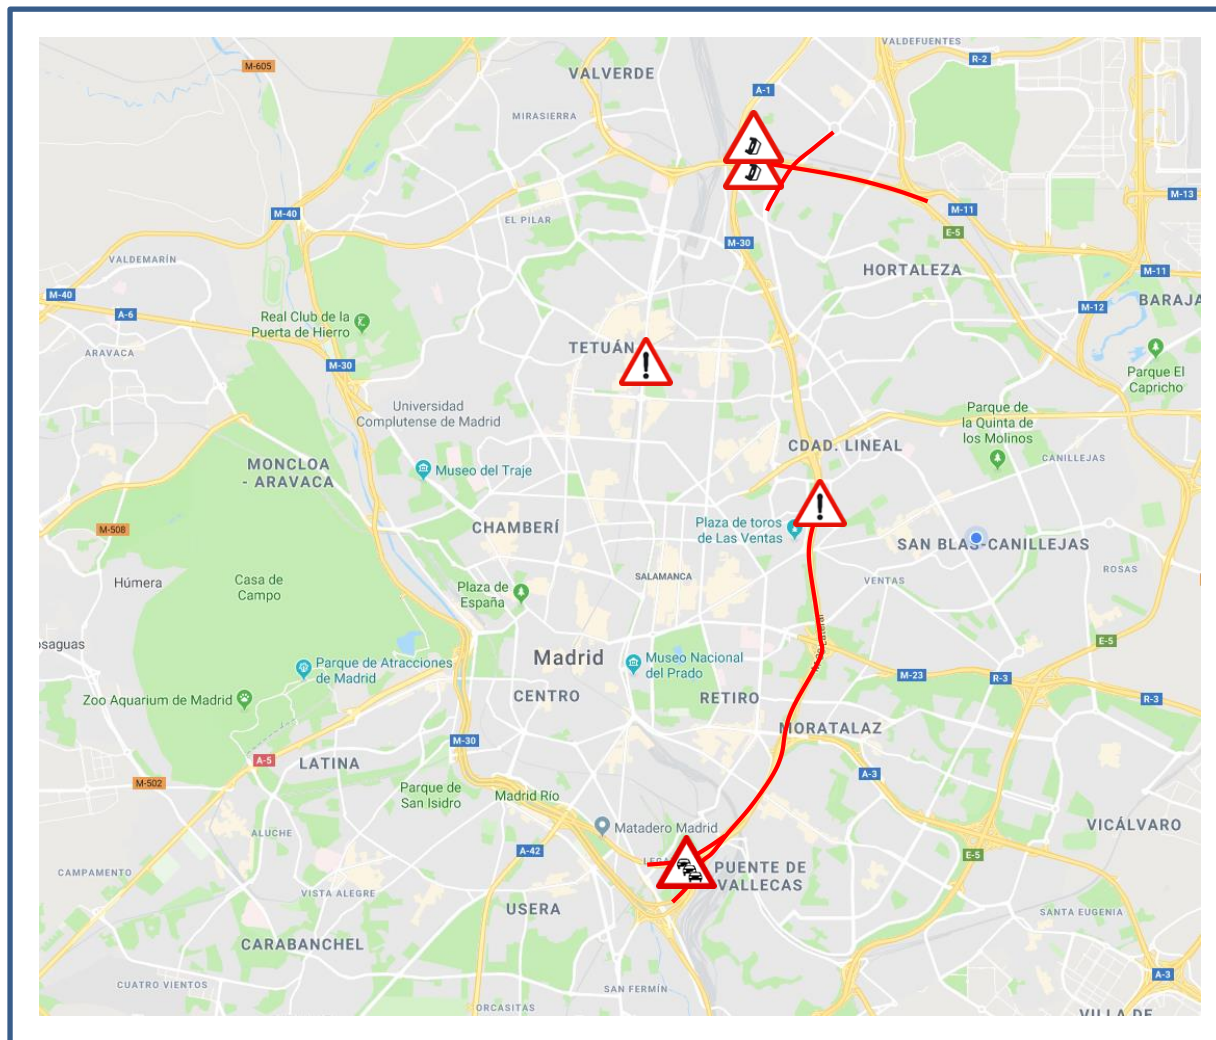 VALDEFUENTES
M-605
R-2
VALVERDE
A-1
MIRASIERRA
M-13
M-40
EL PILAR
M-11
E-5
M-30
VALDEMARÍN
HORTALEZA
M-11
M-40
BARAJA
A-6
M-12
Real Club de la
Puerta de Hierro
TETUÁN
ARAVACA
M-30
Parque El
Capricho
Universidad
Complutense de Madrid
Parque de
la Quinta de
los Molinos
CDAD. LINEAL
CANILLEJAS
MONCLOA
- ARAVACA
Museo del Traje
M-508
CHAMBERÍ
Plaza de toros
de Las Ventas
SAN BLAS-CANILLEJAS
Húmera
Casa de
Campo
SALAMANCA
VENTAS
ROSAS
Plaza de
España
osaguas
E-5
Madrid
Museo Nacional
del Prado
Parque de Atracciones
de Madrid
M-23
R-3
R-3
Zoo Aquarium de Madrid
CENTRO
RETIRO
MORATALAZ
M-30
A-5
LATINA
A-3
M-502
Parque de
San Isidro
Madrid Río
Matadero Madrid
VICÁLVARO
ALUCHE
A-42
E-5
PUENTE DE
VALLECAS
CAMPAMENTO
VISTA ALEGRE
USERA
SANTA EUGENIA
CARABANCHEL
A-3
CUATRO VIENTOS
SAN FERMÍN
ORCASITAS
VILLA DE